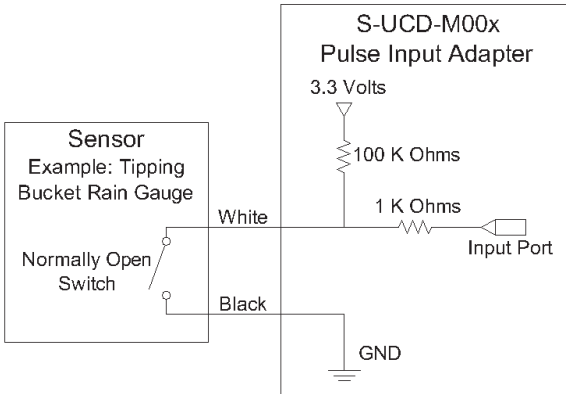 S-UCD-M00x
Pulse Input Adapter
3.3 Volts
100 K Ohms
1 K Ohms
Input Port
GND
Sensor
Example: Tipping
Bucket Rain Gauge
Normally Open
Switch
White
Black